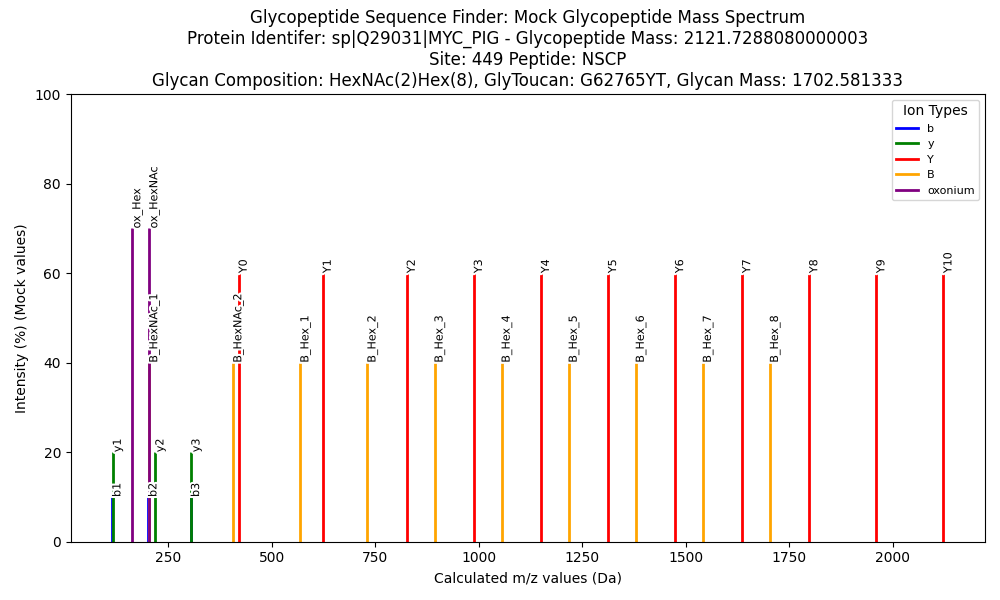 Glycopeptide Sequence Finder: Mock Glycopeptide Mass Spectrum
Protein Identifer: sp|Q29031|MYC_PIG - Glycopeptide Mass: 2121.7288080000003
Site: 449 Peptide: NSCP
Glycan Composition: HexNAc(2)Hex(8), GlyToucan: G62765YT, Glycan Mass: 1702.581333
Intensity (%) (Mock values)
100
80
60
40
20
0
Ion Types
b
y
Y
B
oxonium
ox_Hex
ox_HexNAc
Y0
Y1
Y2
Y3
Y4
Y5
Y6
Y7
Y8
Y9
Y10
B_HexNAc_1
B_HexNAc_2
B_Hex_1
B_Hex_2
B_Hex_3
B_Hex_4
B_Hex_5
B_Hex_6
B_Hex_7
B_Hex_8
y1
y2
y3
b1
b2
b3
250
500
750
1000
1250
1500
1750
2000
Calculated m/z values (Da)